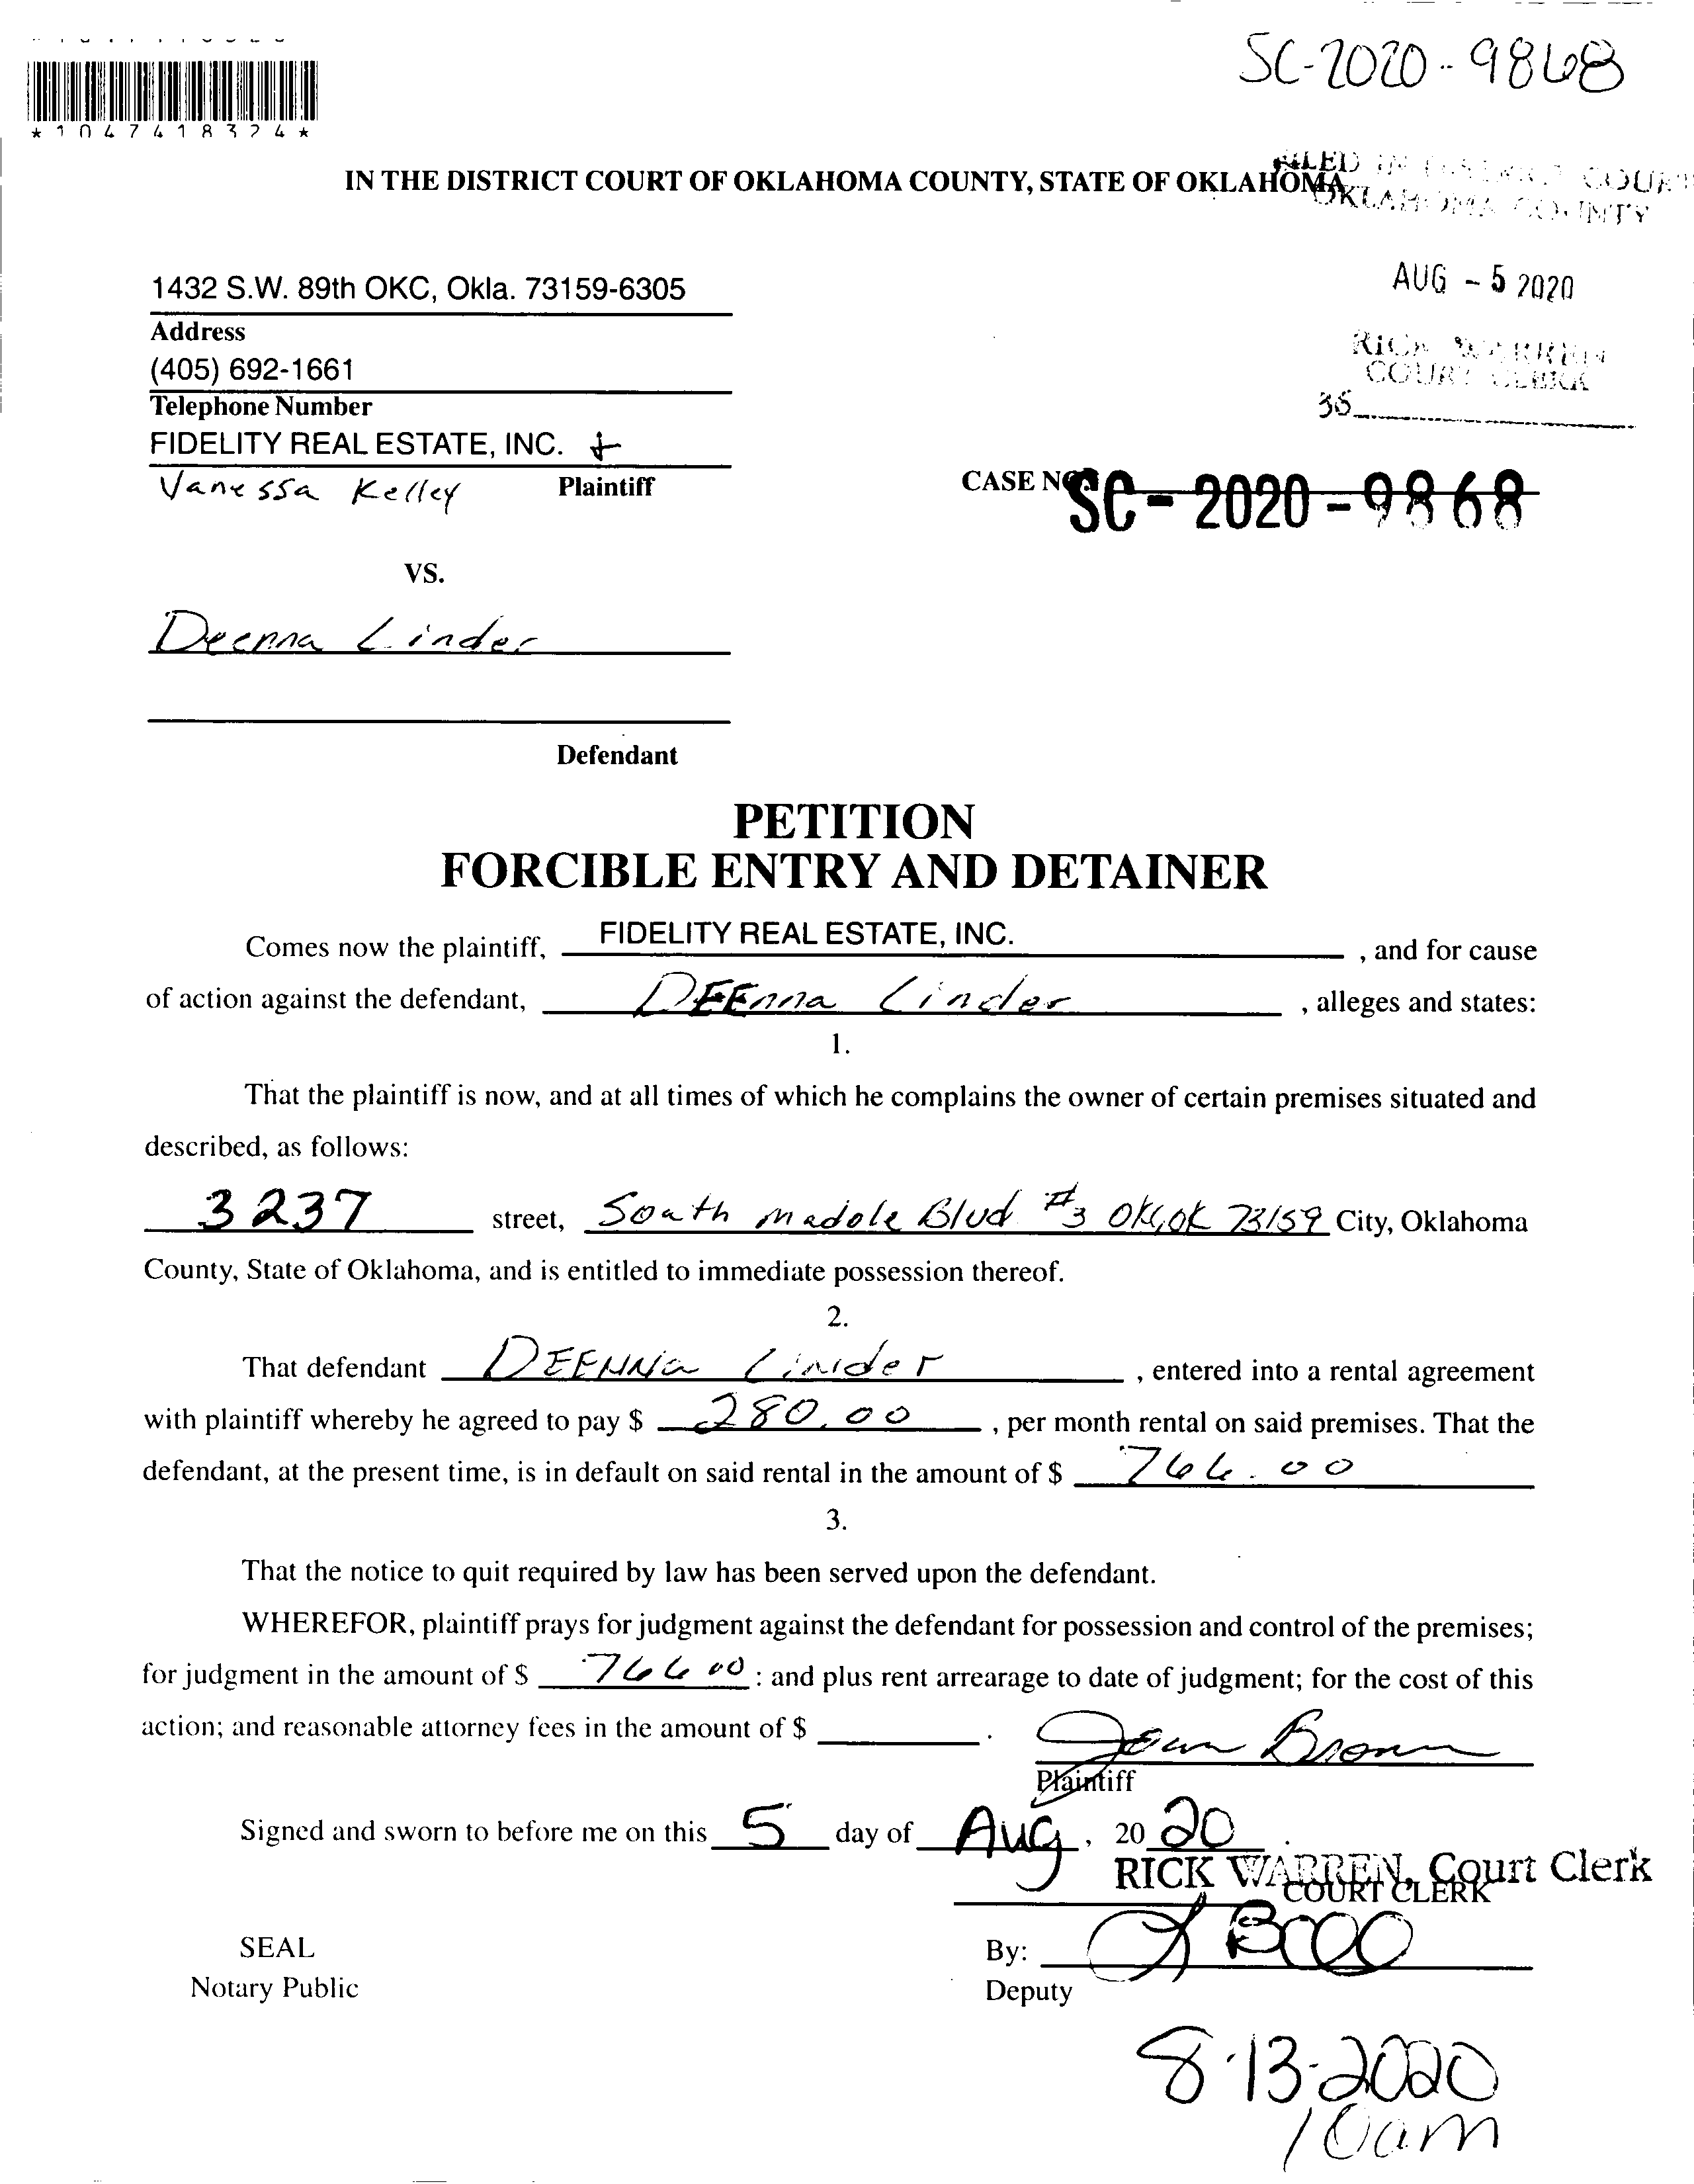 SC-2020-9868
*1047418324*
IN THE DISTRICT COURT OF OKLAHOMA COUNTY, STATE OF OKLAHOMA
FILED IN DISTRICT COURT
OKLAHOMA COUNTY
1432 S.W. 89th OKC, Okla. 73159-6305
AUG - 5 2020
Address
(405) 692-1661
RICK WARREN
COURT CLERK
Telephone Number
36
FIDELITY REAL ESTATE, INC. +
Vanessa Kelley Plaintiff
CASE NO. SC - 2020 - 9868
VS.
Deenna Linder
Defendant
PETITION
FORCIBLE ENTRY AND DETAINER
Comes now the plaintiff, FIDELITY REAL ESTATE, INC. , and for cause
of action against the defendant, DEEnna Linder , alleges and states:
1.
That the plaintiff is now, and at all times of which he complains the owner of certain premises situated and
described, as follows:
3237 street, South madole Blvd #3 OKC, OK 73159 City, Oklahoma
County, State of Oklahoma, and is entitled to immediate possession thereof.
2.
That defendant DEENNa Linder , entered into a rental agreement
with plaintiff whereby he agreed to pay $ 280.00 , per month rental on said premises. That the
defendant, at the present time, is in default on said rental in the amount of $ 766.00
3.
That the notice to quit required by law has been served upon the defendant.
WHEREFOR, plaintiff prays for judgment against the defendant for possession and control of the premises;
for judgment in the amount of $ 766 00 : and plus rent arrearage to date of judgment; for the cost of this
action; and reasonable attorney fees in the amount of $ .
Joan Brown
Plaintiff
Signed and sworn to before me on this 5 day of Aug , 20 20 .
RICK WARREN, Court Clerk
COURT CLERK
SEAL
By:
Notary Public
Deputy
8-13-2020
10am